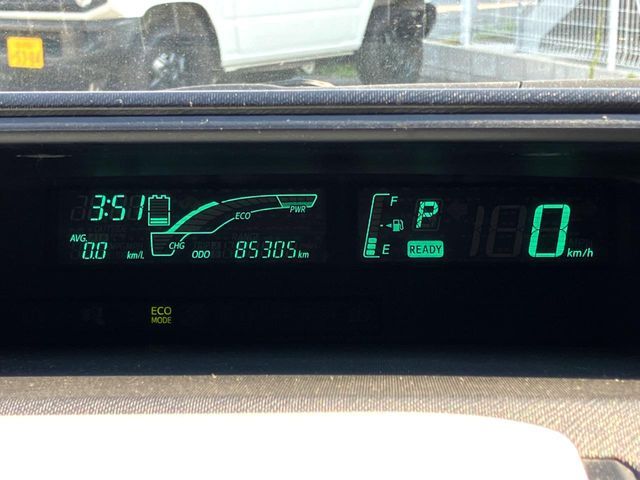 3:51
PWR
ECO
AVG
0.0 km/L
CHG
ODO 85305 km
F
E
P
READY
0 km/h
ECO
MODE